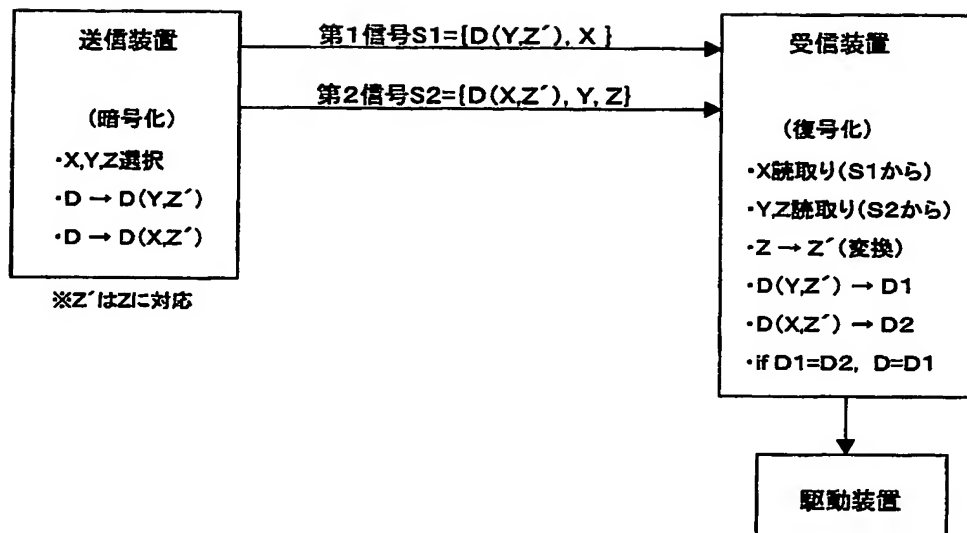 送信装置
(暗号化)
・X,Y,Z選択
・D → D(Y,Z´)
・D → D(X,Z´)
※Z´はZに対応
第1信号S1={D(Y,Z´), X }
第2信号S2={D(X,Z´), Y, Z}
受信装置
(復号化)
・X読取り(S1から)
・Y,Z読取り(S2から)
・Z → Z´(変換)
・D(Y,Z´) → D1
・D(X,Z´) → D2
・if D1=D2, D=D1
駆動装置